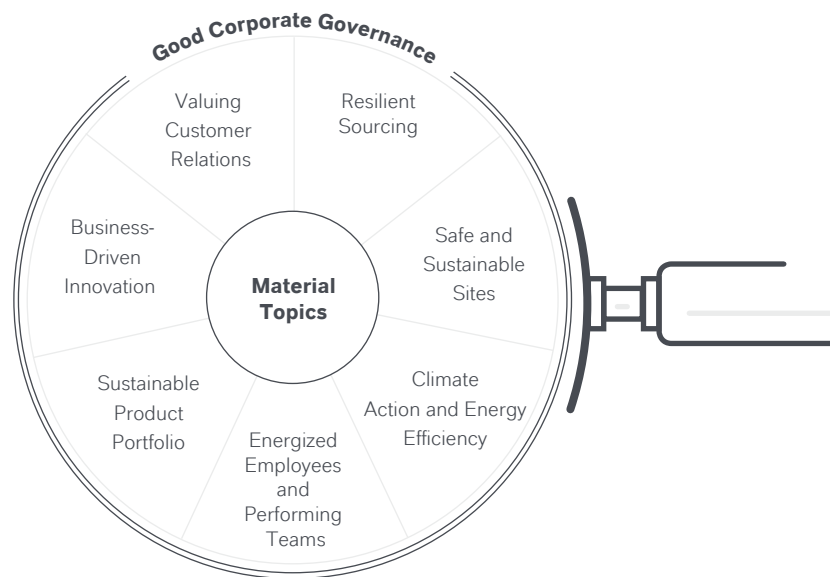 Good Corporate Governance
Valuing
Customer
Relations
Resilient
Sourcing
Safe and
Sustainable
Sites
Climate
Action and Energy
Efficiency
Energized
Employees
and
Performing
Teams
Sustainable
Product
Portfolio
Business-
Driven
Innovation
Material
Topics